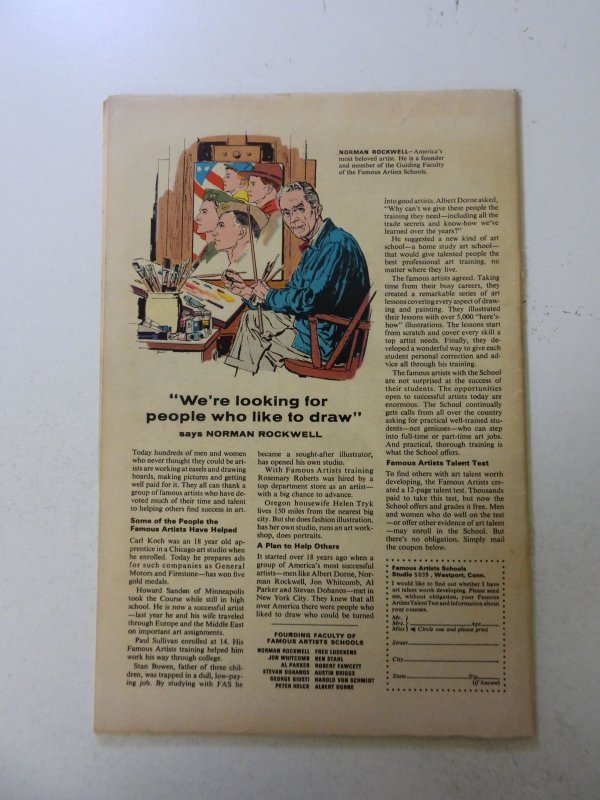 NORMAN ROCKWELL—America's
most beloved artist. He is a founder
and member of the Guiding Faculty
of the Famous Artists Schools.
"We're looking for
people who like to draw"
says NORMAN ROCKWELL
Today hundreds of men and women
who never thought they could be art-
ists are working at easels and drawing
boards, making pictures and getting
well paid for it. They all can thank a
group of famous artists who have de-
voted much of their time and talent
to helping others find success in art.
Some of the People the
Famous Artists Have Helped
Carl Koch was an 18 year old ap-
prentice in a Chicago art studio when
he enrolled. Today he prepares ads
for such companies as General
Motors and Firestone—has won five
gold medals.
Howard Sanden of Minneapolis
took the Course while still in high
school. He is now a successful artist
—last year he and his wife traveled
through Europe and the Middle East
on important art assignments.
Paul Sullivan enrolled at 14. His
Famous Artists training helped him
work his way through college.
Stan Bowen, father of three chil-
dren, was trapped in a dull, low-pay-
ing job. By studying with FAS he
became a sought-after illustrator,
has opened his own studio.
With Famous Artists training
Rosemary Roberts was hired by a
top department store as an artist—
with a big chance to advance.
Oregon housewife Helen Tryk
lives 150 miles from the nearest big
city. But she does fashion illustration,
has her own studio, runs an art work-
shop, does portraits.
A Plan to Help Others
It started over 18 years ago when a
group of America's most successful
artists—men like Albert Dorne, Nor-
man Rockwell, Jon Whitcomb, Al
Parker and Stevan Dohanos—met in
New York City. They knew that all
over America there were people who
liked to draw who could be turned
FOUNDING FACULTY OF
FAMOUS ARTISTS SCHOOLS
NORMAN ROCKWELL FRED LUDEKENS
JON WHITCOMB BEN STAHL
AL PARKER ROBERT FAWCETT
STEVAN DOHANOS AUSTIN BRIGGS
GEORGE GIUSTI HAROLD VON SCHMIDT
PETER HELCK ALBERT DORNE
into good artists. Albert Dorne asked,
"Why can't we give these people the
training they need—including all the
trade secrets and know-how we've
learned over the years?"
He suggested a new kind of art
school—a home study art school—
that would give talented people the
best professional art training, no
matter where they live.
The famous artists agreed. Taking
time from their busy careers, they
created a remarkable series of art
lessons covering every aspect of draw-
ing and painting. They illustrated
their lessons with over 5,000 "here's-
how" illustrations. The lessons start
from scratch and cover every skill a
top artist needs. Finally, they de-
veloped a wonderful way to give each
student personal correction and ad-
vice all through his training.
The famous artists with the School
are not surprised at the success of
their students. The opportunities
open to successful artists today are
enormous. The School continually
gets calls from all over the country
asking for practical well-trained stu-
dents—not geniuses—who can step
into full-time or part-time art jobs.
And practical, thorough training is
what the School offers.
Famous Artists Talent Test
To find others with art talent worth
developing, the Famous Artists cre-
ated a 12-page talent test. Thousands
paid to take this test, but now the
School offers and grades it free. Men
and women who do well on the test
—or offer other evidence of art talent
—may enroll in the School. But
there's no obligation. Simply mail
the coupon below.
Famous Artists Schools
Studio 5039, Westport, Conn.
I would like to find out whether I have
art talent worth developing. Please send
me, without obligation, your Famous
Artists Talent Test and information about
your courses.
Mr.
Mrs. Age
Miss Circle one and please print
Street
City
State Zip
(if known)